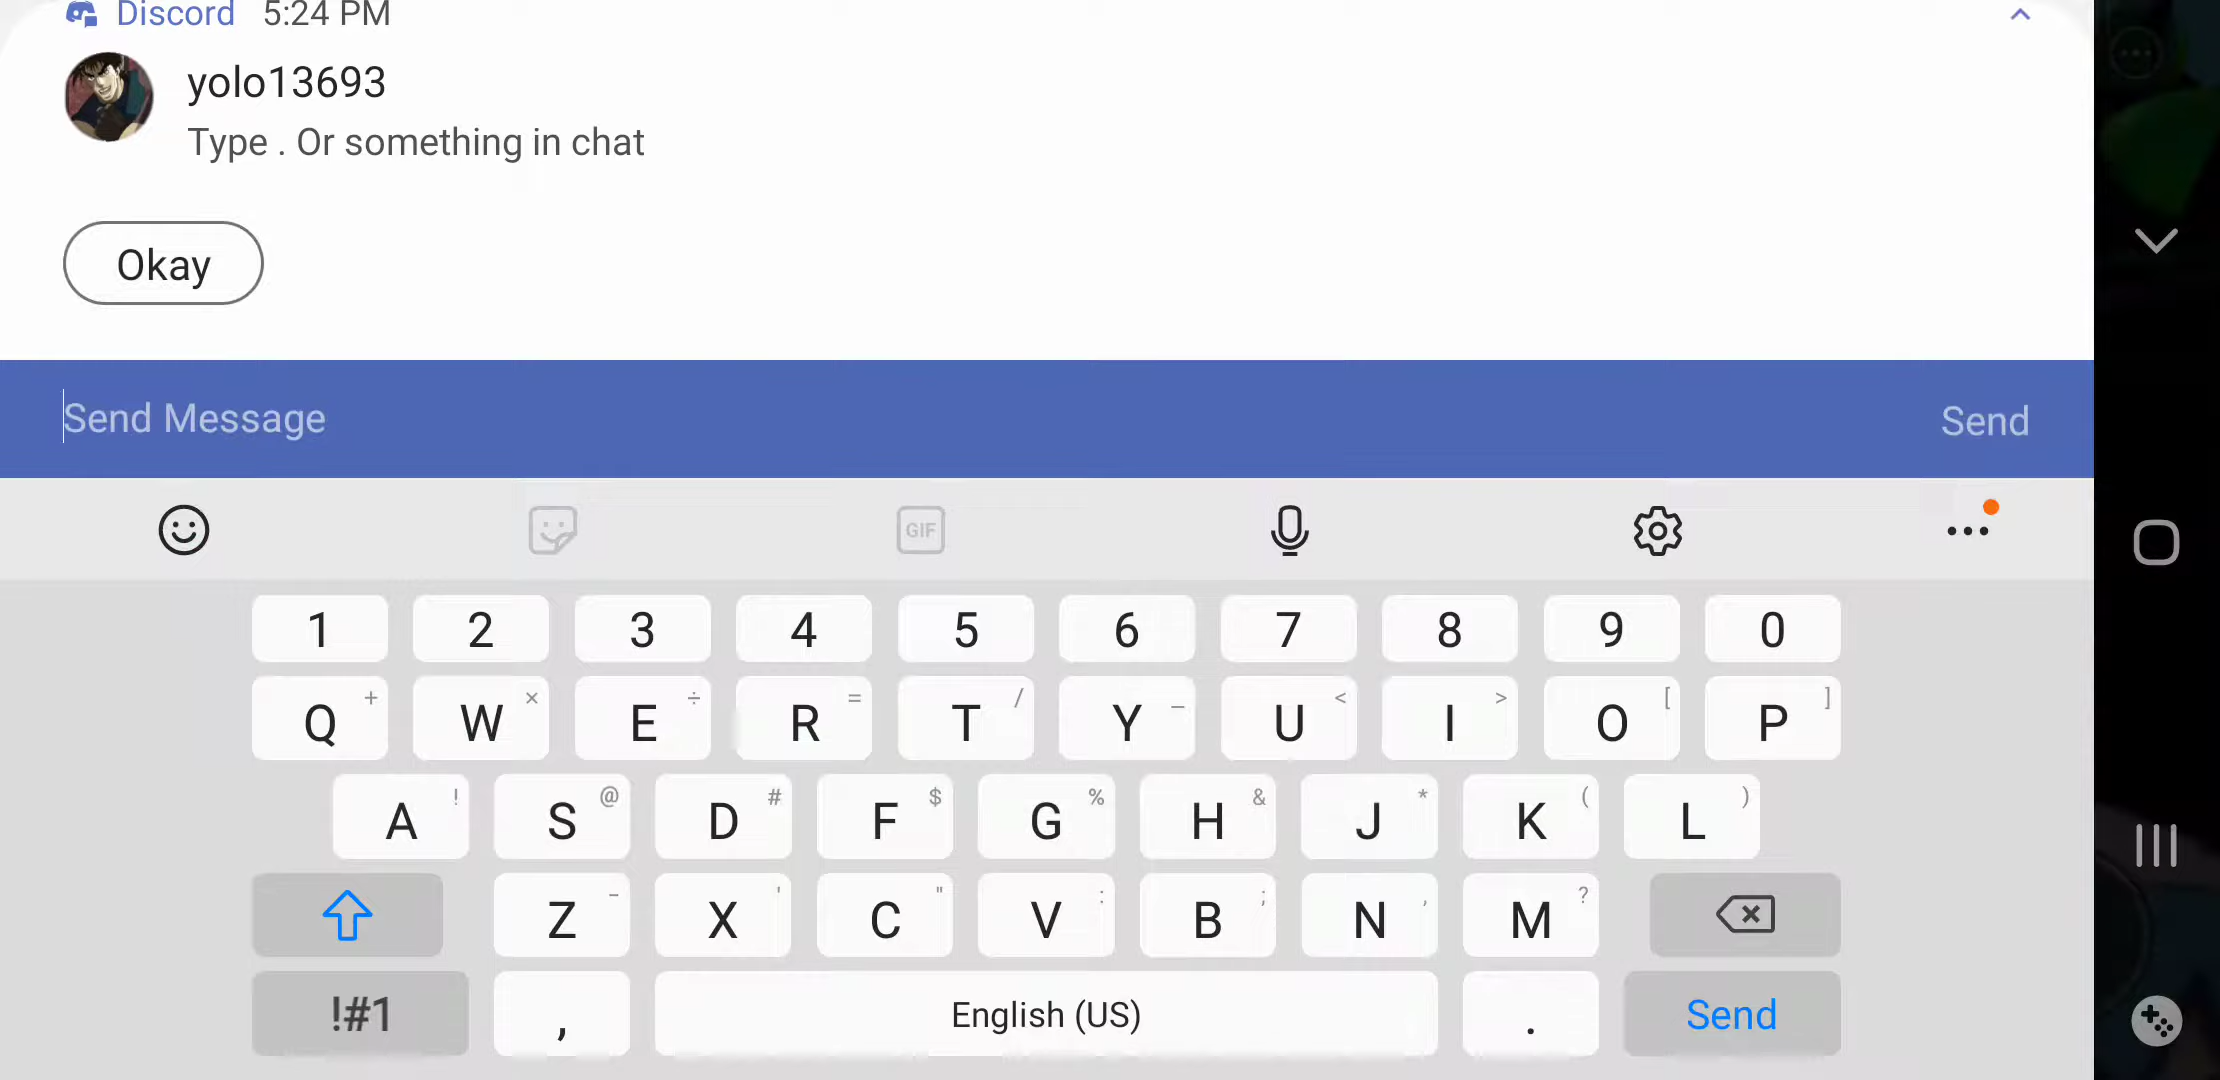 Discord 5:24 PM
yolo13693
Type . Or something in chat
Okay
Send Message
Send
GIF
1 2 3 4 5 6 7 8 9 0
Q + W × E ÷ R = T / Y _ U < I > O [ P ]
A ! S @ D # F $ G % H & J * K ( L )
Z - X ' C " V : B ; N , M ?
!#1 , English (US) . Send